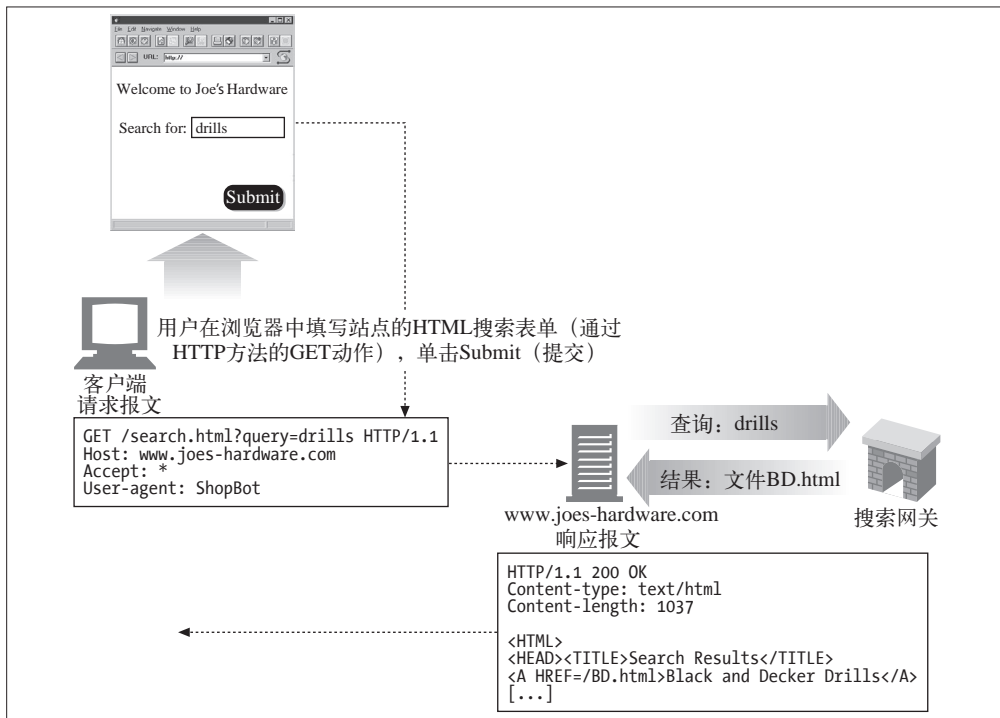 File Edit Navigate Window Help
URL: http://
Welcome to Joe's Hardware
Search for: drills
Submit
用户在浏览器中填写站点的HTML搜索表单（通过
HTTP方法的GET动作），单击Submit（提交）
客户端
请求报文
GET /search.html?query=drills HTTP/1.1
Host: www.joes-hardware.com
Accept: *
User-agent: ShopBot
查询：drills
结果：文件BD.html
www.joes-hardware.com
搜索网关
响应报文
HTTP/1.1 200 OK
Content-type: text/html
Content-length: 1037
<HTML>
<HEAD><TITLE>Search Results</TITLE>
<A HREF=/BD.html>Black and Decker Drills</A>
[...]